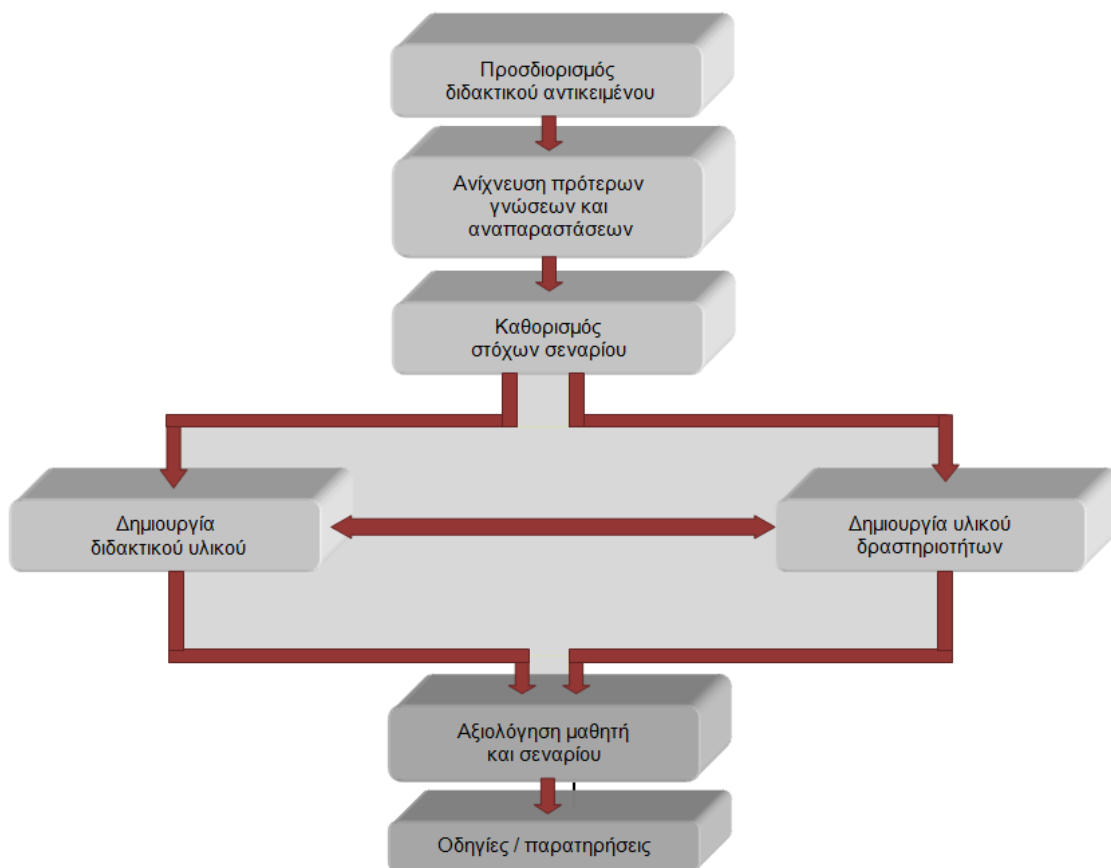 Προσδιορισμός
διδακτικού αντικειμένου
Ανίχνευση πρότερων
γνώσεων και
αναπαραστάσεων
Καθορισμός
στόχων σεναρίου
Δημιουργία
διδακτικού υλικού
Δημιουργία υλικού
δραστηριοτήτων
Αξιολόγηση μαθητή
και σεναρίου
Οδηγίες / παρατηρήσεις